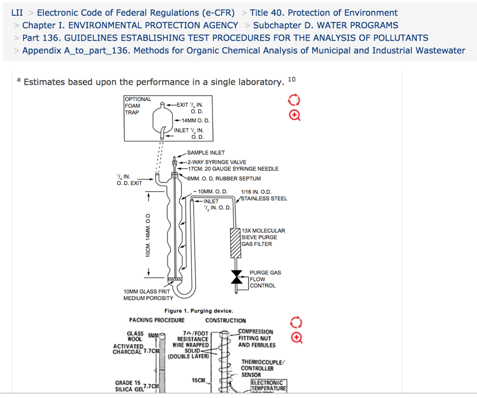 LII > Electronic Code of Federal Regulations (e-CFR) > Title 40. Protection of Environment
> Chapter I. ENVIRONMENTAL PROTECTION AGENCY > Subchapter D. WATER PROGRAMS
> Part 136. GUIDELINES ESTABLISHING TEST PROCEDURES FOR THE ANALYSIS OF POLLUTANTS
> Appendix A_to_part_136. Methods for Organic Chemical Analysis of Municipal and Industrial Wastewater
a Estimates based upon the performance in a single laboratory. 10
OPTIONAL
FOAM
TRAP
EXIT ¼ IN.
O. D.
14MM O. D.
INLET ¼ IN.
O. D.
SAMPLE INLET
2-WAY SYRINGE VALVE
17CM. 20 GAUGE SYRINGE NEEDLE
6MM. O. D. RUBBER SEPTUM
¼ IN.
O. D. EXIT
~10MM. O. D.
INLET
¼ IN. O. D.
1/16 IN. O.D.
STAINLESS STEEL
10CM. 14MM. O.D.
13X MOLECULAR
SIEVE PURGE
GAS FILTER
PURGE GAS
FLOW
CONTROL
10MM GLASS FRIT
MEDIUM POROSITY
Figure 1. Purging device.
PACKING PROCEDURE
CONSTRUCTION
GLASS
WOOL
5MM
ACTIVATED
CHARCOAL
7.7CM
GRADE 15
SILICA GEL
7.7CM
/FOOT
RESISTANCE
WIRE WRAPPED
SOLID
(DOUBLE LAYER)
15CM
COMPRESSION
FITTING NUT
AND FERRULES
THERMOCOUPLE/
CONTROLLER
SENSOR
ELECTRONIC
TEMPERATURE